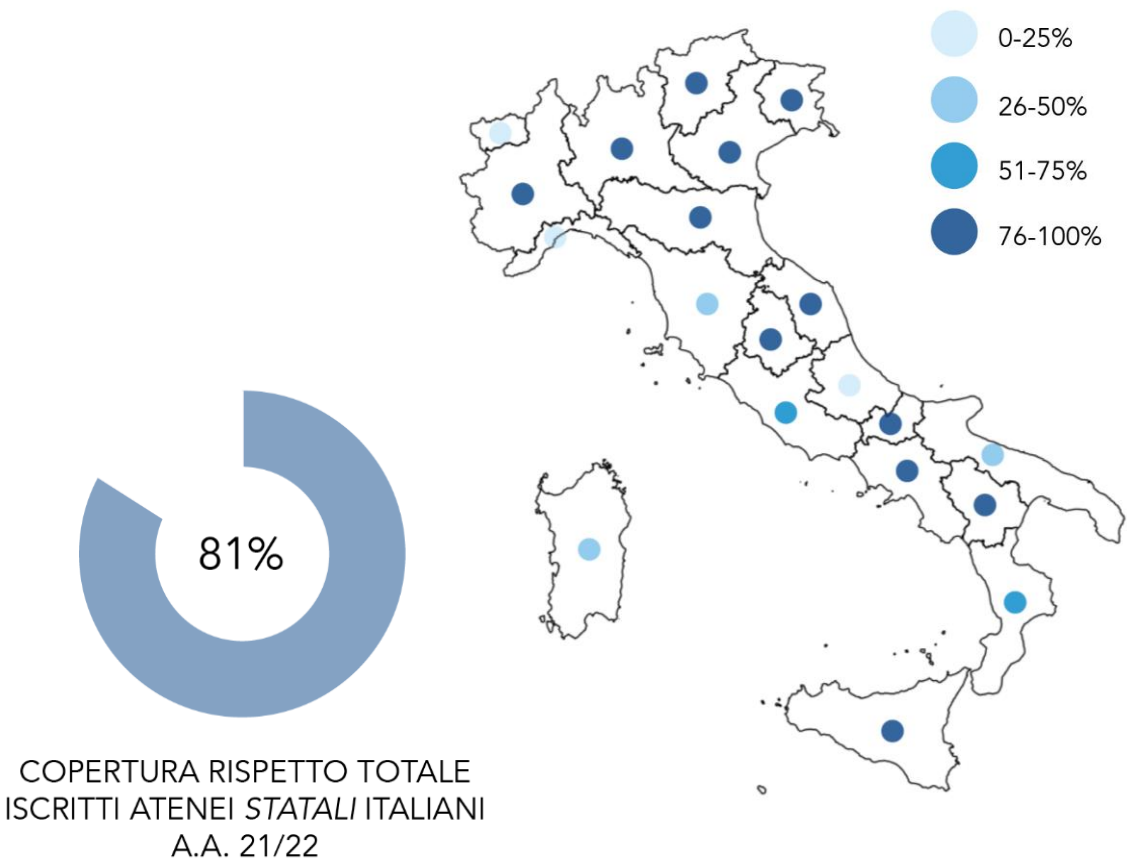 0-25%
26-50%
51-75%
76-100%
81%
COPERTURA RISPETTO TOTALE
ISCRITTI ATENEI STATALI ITALIANI
A.A. 21/22